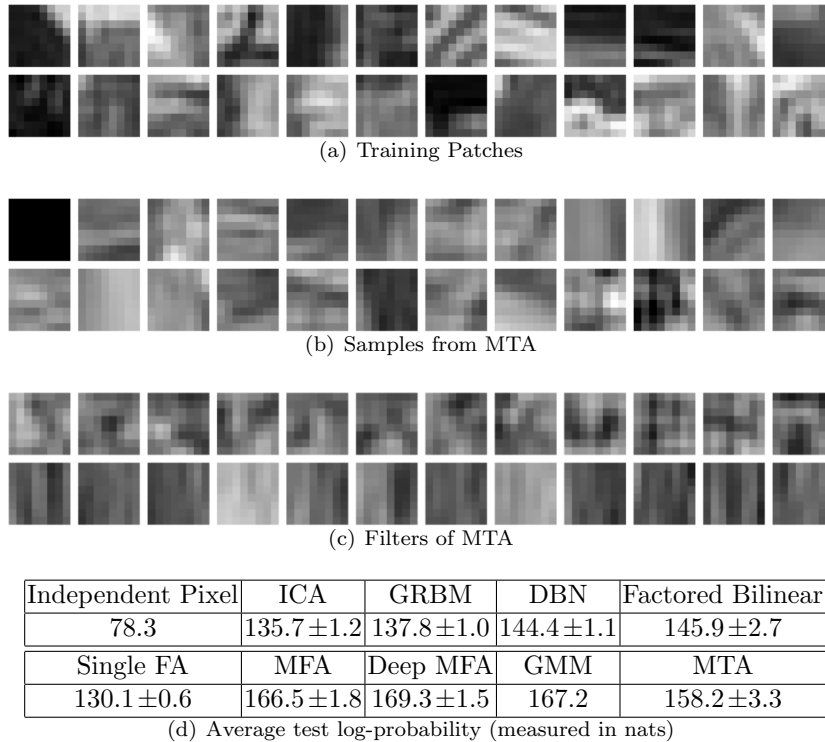 (a) Training Patches
(b) Samples from MTA
(c) Filters of MTA
Independent Pixel ICA GRBM DBN Factored Bilinear
78.3 135.7±1.2 137.8±1.0 144.4±1.1 145.9±2.7
Single FA MFA Deep MFA GMM MTA
130.1±0.6 166.5±1.8 169.3±1.5 167.2 158.2±3.3
(d) Average test log-probability (measured in nats)